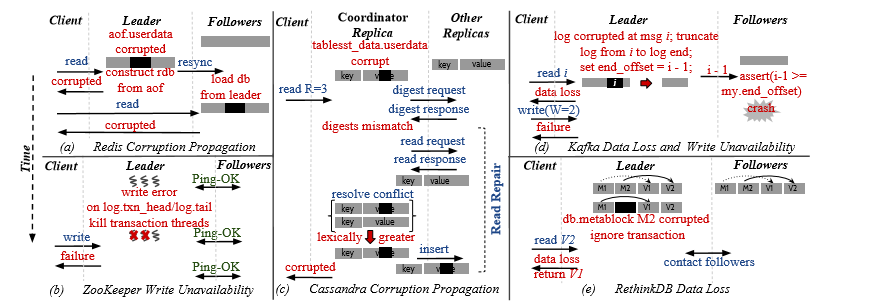 Time
Client Leader Followers
aof.userdata
corrupted
read
resync
corrupted
construct rdb
from aof
load db
from leader
read
corrupted
(a) Redis Corruption Propagation
Client Leader Followers
Ping-OK
write error
on log.txn_head/log.tail
kill transaction threads
write
Ping-OK
failure
Ping-OK
(b) ZooKeeper Write Unavailability
Client Coordinator Other
Replica Replicas
tablesst_data.userdata
corrupt
key value
key value
read R=3
digest request
digest response
digests mismatch
read request
read response
key value
Read Repair
resolve conflict
key value
key value
lexically greater
insert
key value
corrupted
key value
(c) Cassandra Corruption Propagation
Client Leader Followers
log corrupted at msg i; truncate
log from i to log end;
set end_offset = i - 1;
read i
i
i - 1
data loss
assert(i-1 >=
my.end_offset)
write(W=2)
crash
failure
(d) Kafka Data Loss and Write Unavailability
Client Leader Followers
M1 M2 V1 V2
M1 M2 V1 V2
M1 V1 V2
db.metablock M2 corrupted
ignore transaction
read V2
data loss
return V1
contact followers
(e) RethinkDB Data Loss